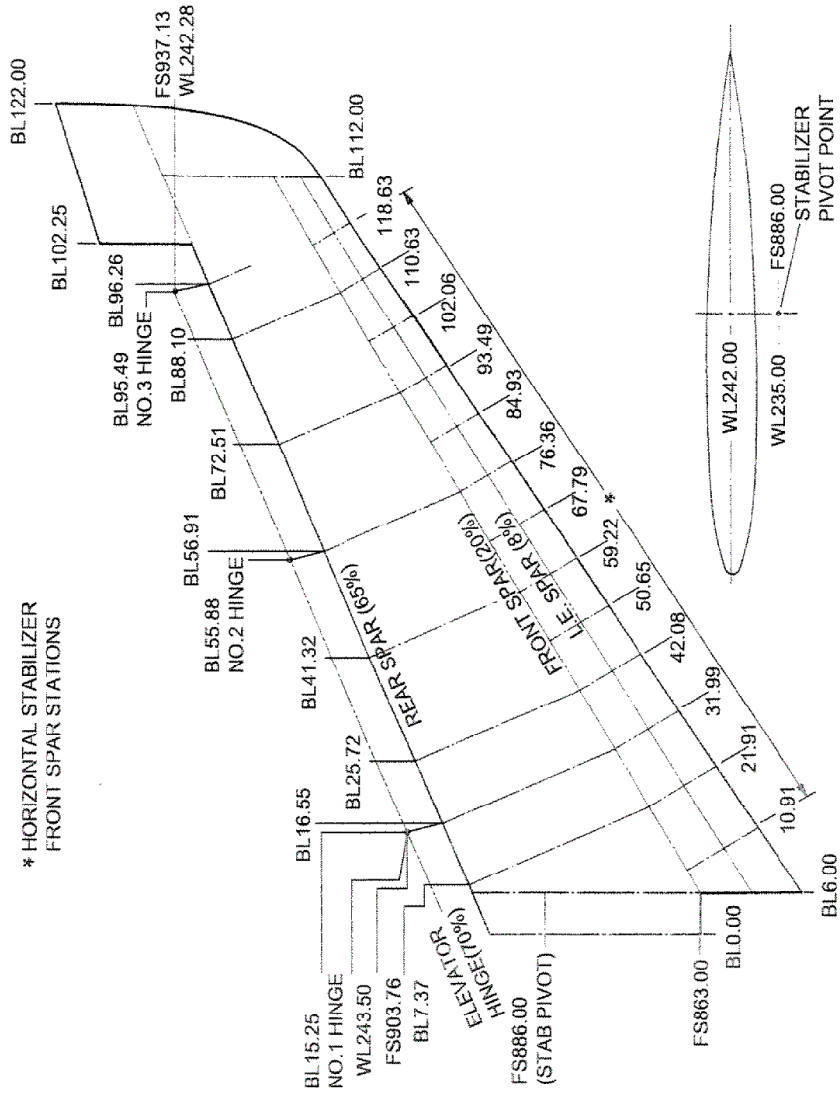 * HORIZONTAL STABILIZER
FRONT SPAR STATIONS
BL122.00
FS937.13
WL242.28
BL102.25
BL96.26
BL95.49
NO.3 HINGE
BL88.10
BL112.00
BL72.51
BL56.91
BL55.88
NO.2 HINGE
BL41.32
BL25.72
BL16.55
BL15.25
NO.1 HINGE
WL243.50
FS903.76
BL7.37
ELEVATOR
HINGE(70%)
REAR SPAR (65%)
FRONT SPAR(20%)
L.E. SPAR (8%)
FS886.00
(STAB PIVOT)
FS863.00
BL0.00
BL6.00
118.63
110.63
102.06
93.49
84.93
76.36
67.79
*
59.22
50.65
42.08
31.99
21.91
10.91
WL242.00
WL235.00
FS886.00
STABILIZER
PIVOT POINT